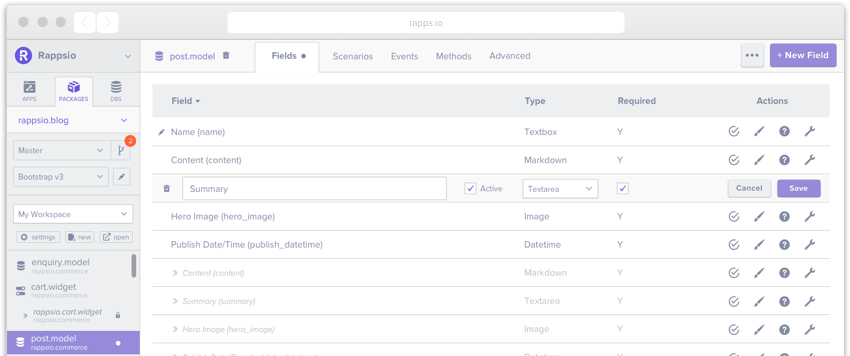 rapps.io
Rappsio
post.model
Fields
Scenarios
Events
Methods
Advanced
+ New Field
APPS
PACKAGES
DBS
rappsio.blog
Master
2
Bootstrap v3
My Workspace
settings
new
open
enquiry.model
rappsio.commerce
cart.widget
rappsio.commerce
rappsio.cart.widget
rappsio.commerce
post.model
rappsio.commerce
Field Type Required Actions
Name (name) Textbox Y
Content (content) Markdown Y
Summary Active Textarea Cancel Save
Hero Image (hero_image) Image Y
Publish Date/Time (publish_datetime) Datetime Y
Content (content) Markdown Y
Summary (summary) Textarea Y
Hero Image (hero_image) Image Y